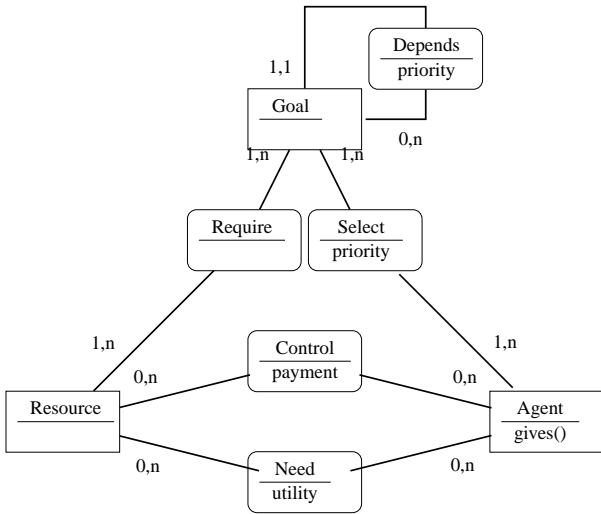 Depends
priority
1,1
Goal
0,n
1,n 1,n
Require Select
priority
1,n 1,n
Control
payment
0,n 0,n
Resource Agent
gives()
0,n 0,n
Need
utility